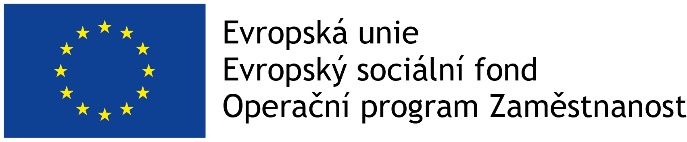 Evropská unie
Evropský sociální fond
Operační program Zaměstnanost